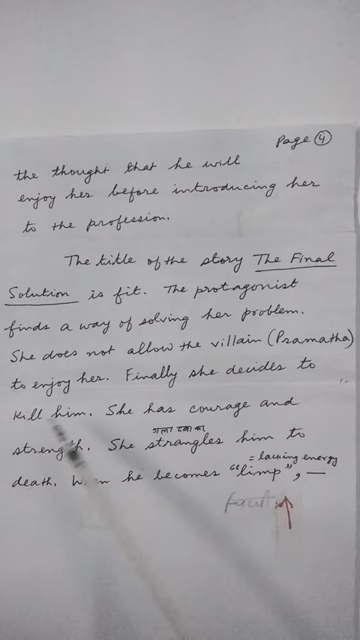 Page ④
the thought that he will
enjoy her before introducing her
to the profession.
The title of the story The Final
Solution is fit. The protagonist
finds a way of solving her problem.
She does not allow the villain (Pramatha)
to enjoy her. Finally she decides to
kill him. She has courage and
गला दबा कर
strength. She strangles him to
= lacking energy
death. When he becomes "limp", —